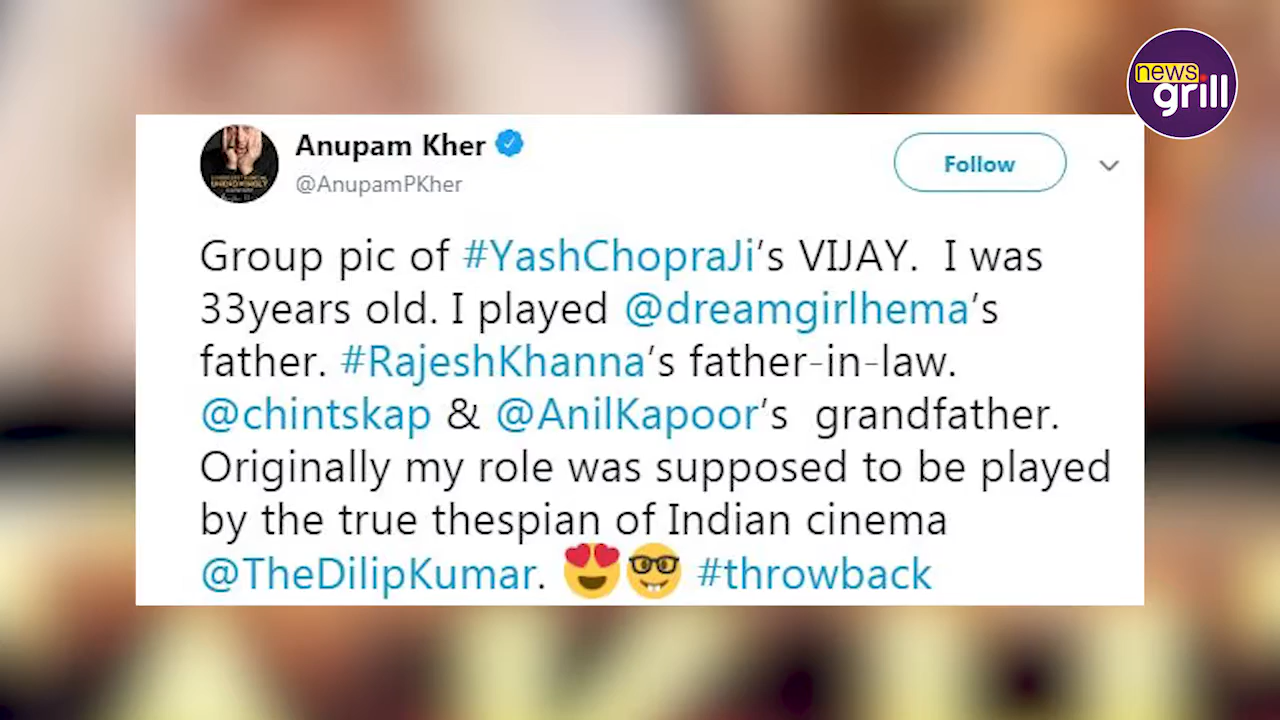 news
grill
Anupam Kher
@AnupamPKher
Follow
Group pic of #YashChopraJi's VIJAY. I was
33years old. I played @dreamgirlhema's
father. #RajeshKhanna's father-in-law.
@chintskap & @AnilKapoor's grandfather.
Originally my role was supposed to be played
by the true thespian of Indian cinema
@TheDilipKumar. 😍🤓 #throwback